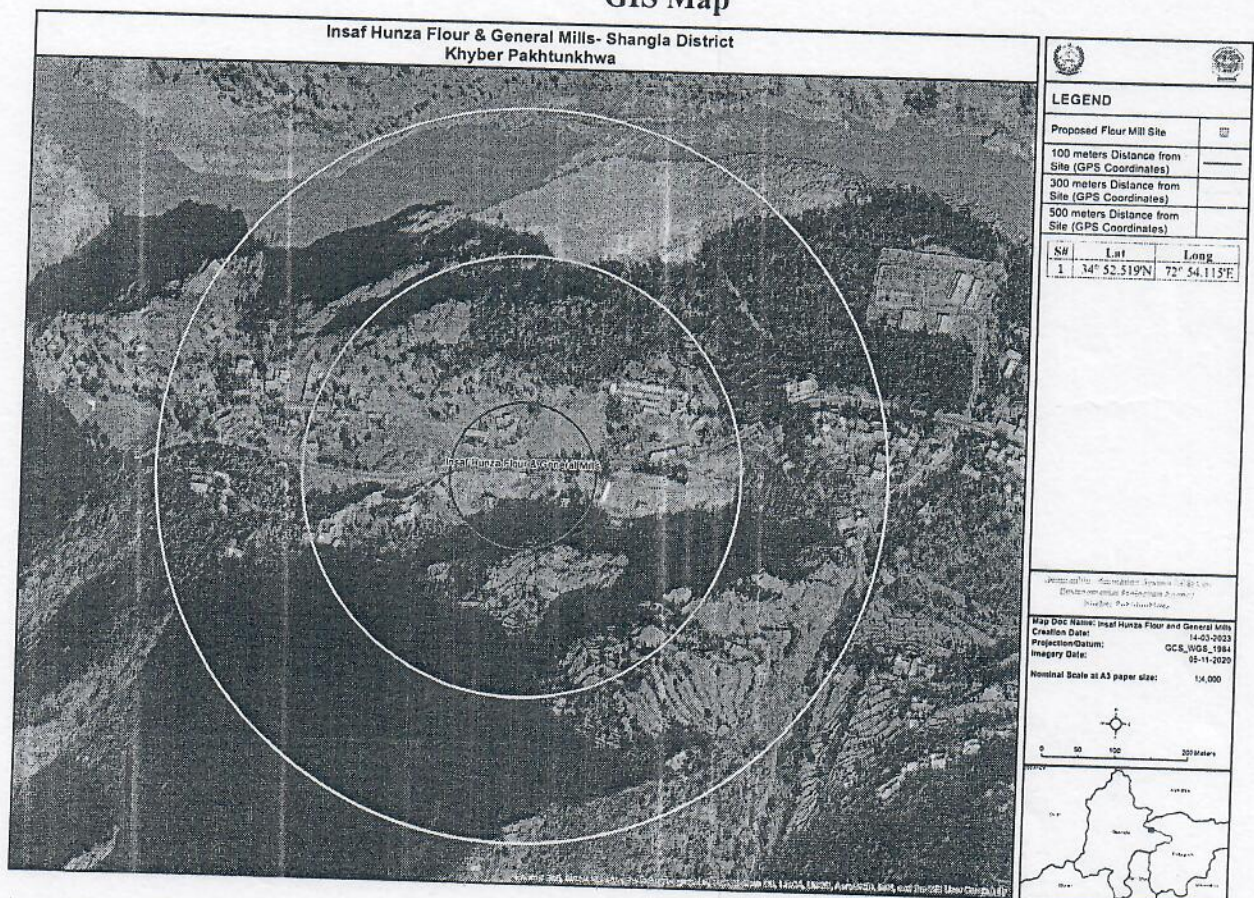 GIS Map
Insaf Hunza Flour & General Mills- Shangla District
Khyber Pakhtunkhwa
Insaf Hunza Flour & General Mills
LEGEND
Proposed Flour Mill Site
100 meters Distance from
Site (GPS Coordinates)
300 meters Distance from
Site (GPS Coordinates)
500 meters Distance from
Site (GPS Coordinates)
S# Lat Long
1 34° 52.519'N 72° 54.115'E
Map Doc Name: Insaf Hunza Flour and General Mills
Creation Date: 14-03-2023
Projection/Datum: GCS_WGS_1984
Imagery Date: 05-11-2020
Nominal Scale at A3 paper size: 1:4,000
0 50 100 200 Meters